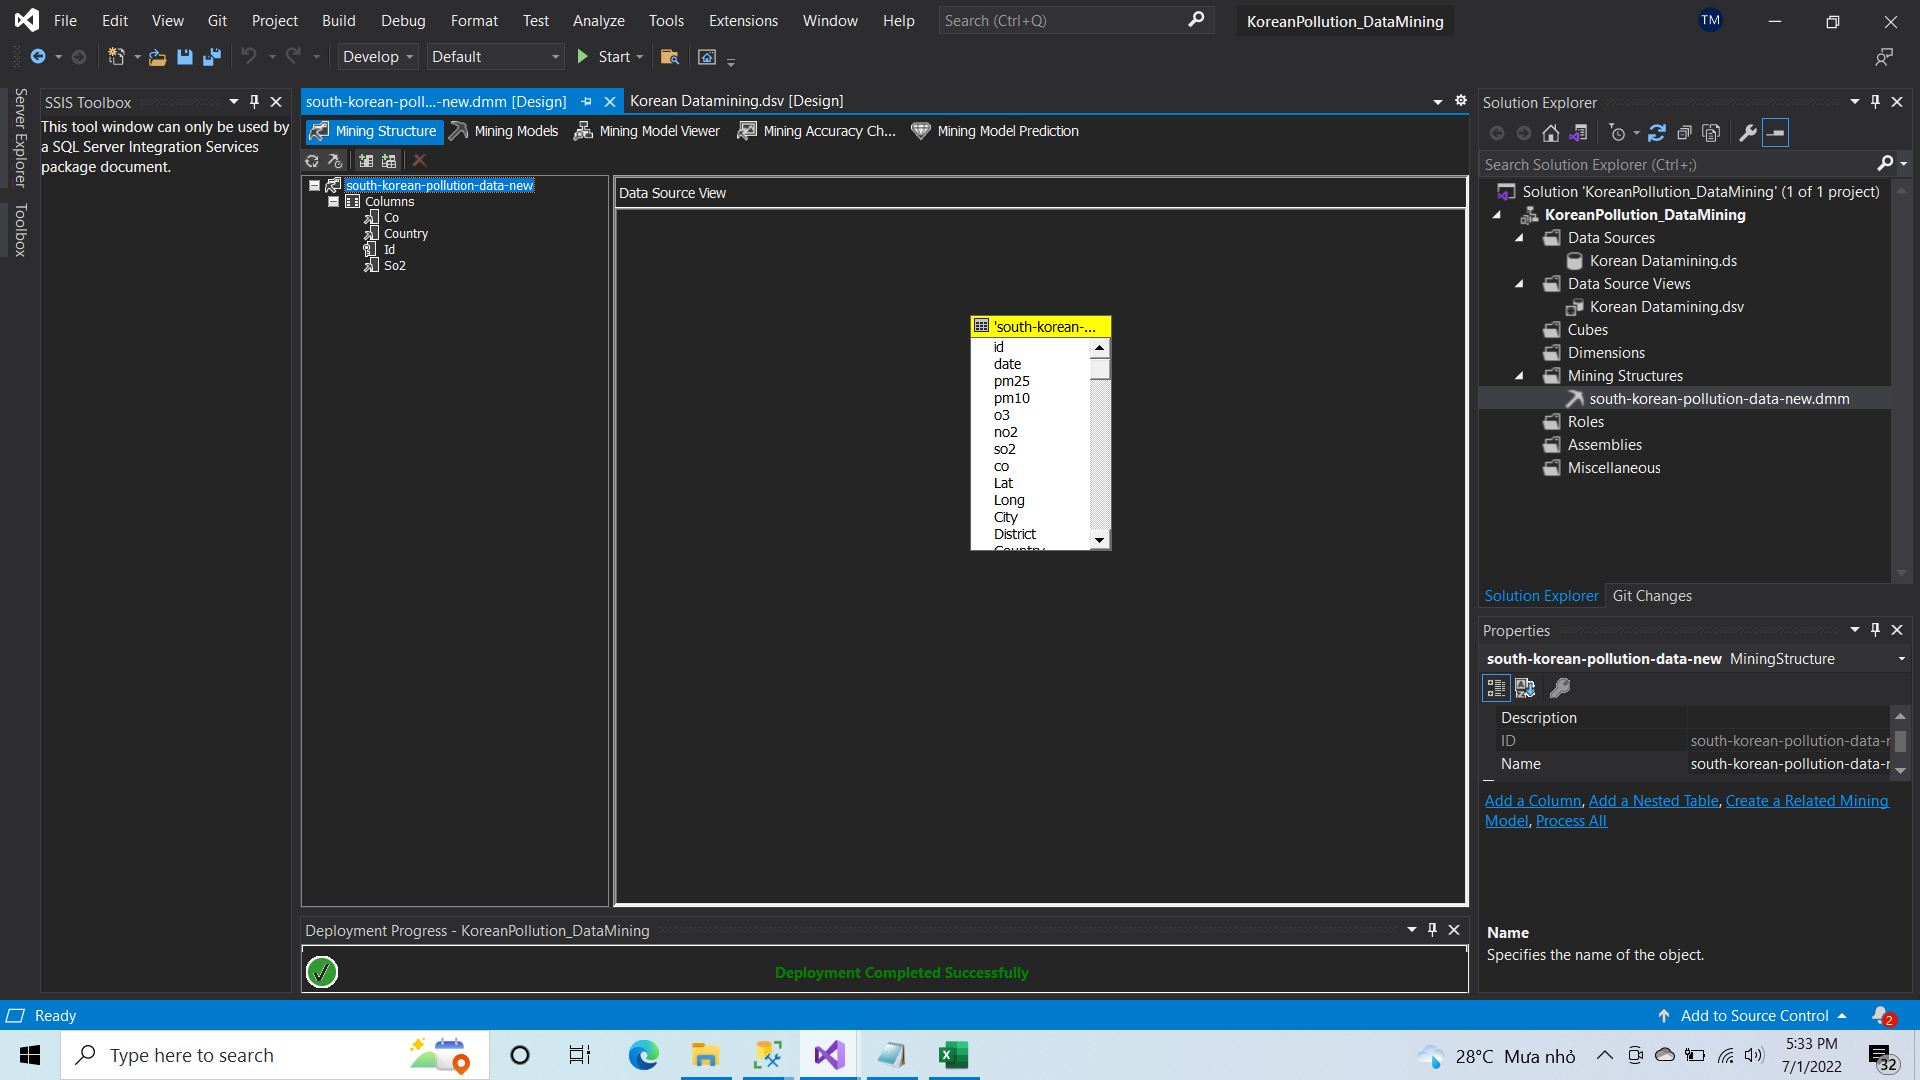 File Edit View Git Project Build Debug Format Test Analyze Tools Extensions Window Help Search (Ctrl+Q) KoreanPollution_DataMining TM
Develop Default Start
Server Explorer
Toolbox
SSIS Toolbox
This tool window can only be used by
a SQL Server Integration Services
package document.
south-korean-poll...-new.dmm [Design] Korean Datamining.dsv [Design]
Mining Structure Mining Models Mining Model Viewer Mining Accuracy Ch... Mining Model Prediction
south-korean-pollution-data-new
Columns
Co
Country
Id
So2
Data Source View
'south-korean-...
id
date
pm25
pm10
o3
no2
so2
co
Lat
Long
City
District
Country
Deployment Progress - KoreanPollution_DataMining
Deployment Completed Successfully
Solution Explorer
Search Solution Explorer (Ctrl+;)
Solution 'KoreanPollution_DataMining' (1 of 1 project)
KoreanPollution_DataMining
Data Sources
Korean Datamining.ds
Data Source Views
Korean Datamining.dsv
Cubes
Dimensions
Mining Structures
south-korean-pollution-data-new.dmm
Roles
Assemblies
Miscellaneous
Solution Explorer Git Changes
Properties
south-korean-pollution-data-new MiningStructure
Description
ID south-korean-pollution-data-r
Name south-korean-pollution-data-r
Add a Column, Add a Nested Table, Create a Related Mining
Model, Process All
Name
Specifies the name of the object.
Ready Add to Source Control 2
Type here to search 28°C Mưa nhỏ 5:33 PM
7/1/2022 32